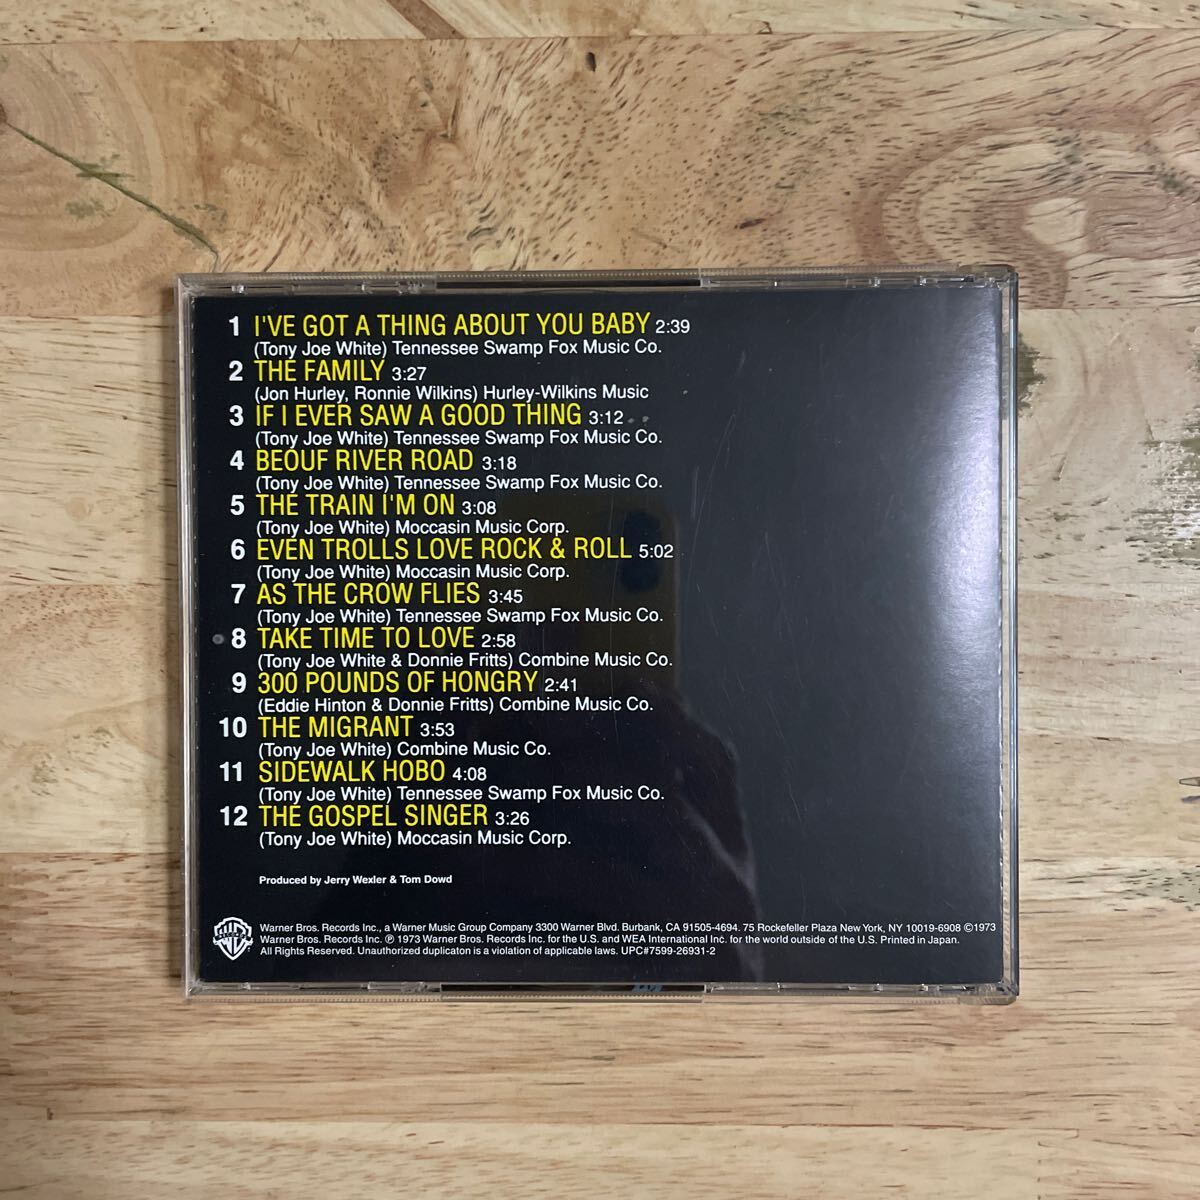 1 I'VE GOT A THING ABOUT YOU BABY 2:39
(Tony Joe White) Tennessee Swamp Fox Music Co.
2 THE FAMILY 3:27
(Jon Hurley, Ronnie Wilkins) Hurley-Wilkins Music
3 IF I EVER SAW A GOOD THING 3:12
(Tony Joe White) Tennessee Swamp Fox Music Co.
4 BEOUF RIVER ROAD 3:18
(Tony Joe White) Tennessee Swamp Fox Music Co.
5 THE TRAIN I'M ON 3:08
(Tony Joe White) Moccasin Music Corp.
6 EVEN TROLLS LOVE ROCK & ROLL 5:02
(Tony Joe White) Moccasin Music Corp.
7 AS THE CROW FLIES 3:45
(Tony Joe White) Tennessee Swamp Fox Music Co.
8 TAKE TIME TO LOVE 2:58
(Tony Joe White & Donnie Fritts) Combine Music Co.
9 300 POUNDS OF HONGRY 2:41
(Eddie Hinton & Donnie Fritts) Combine Music Co.
10 THE MIGRANT 3:53
(Tony Joe White) Combine Music Co.
11 SIDEWALK HOBO 4:08
(Tony Joe White) Tennessee Swamp Fox Music Co.
12 THE GOSPEL SINGER 3:26
(Tony Joe White) Moccasin Music Corp.
Produced by Jerry Wexler & Tom Dowd
Warner Bros. Records Inc., a Warner Music Group Company 3300 Warner Blvd. Burbank, CA 91505-4694. 75 Rockefeller Plaza New York, NY 10019-6908 ©1973
Warner Bros. Records Inc. ℗ 1973 Warner Bros. Records Inc. for the U.S. and WEA International Inc. for the world outside of the U.S. Printed in Japan.
All Rights Reserved. Unauthorized duplicaton is a violation of applicable laws. UPC#7599-26931-2